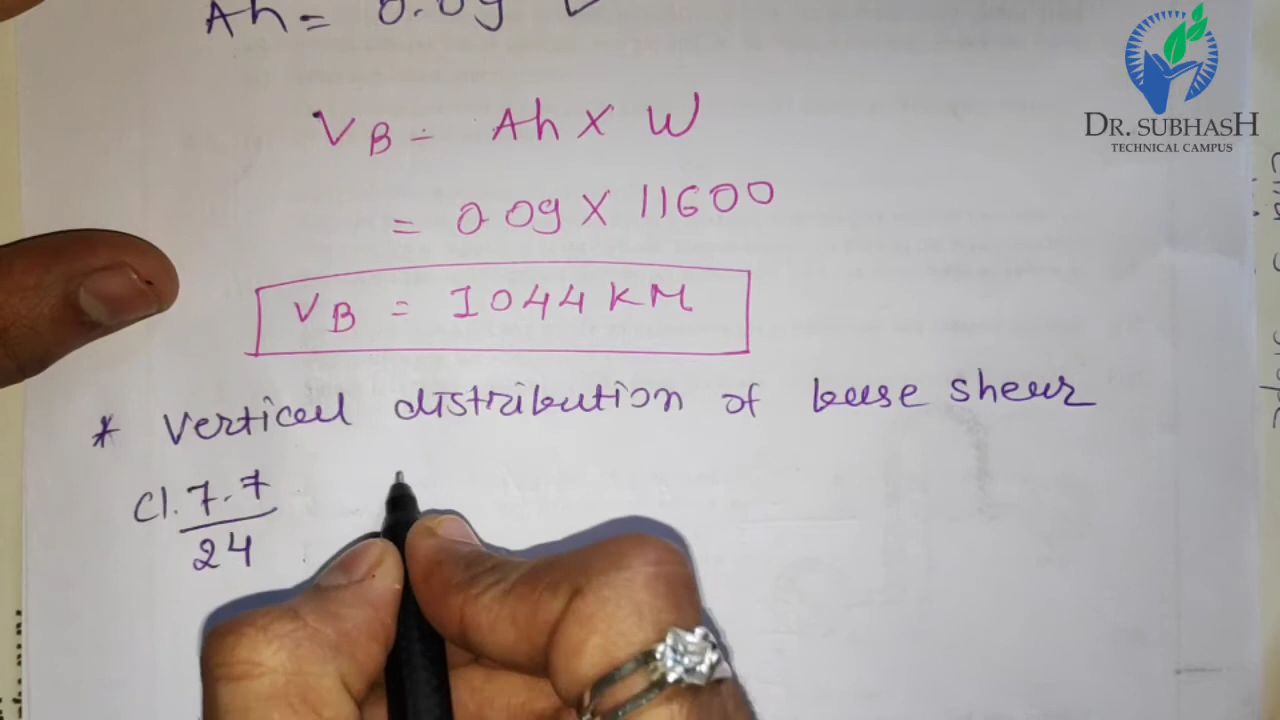 Ah = 0.09
DR. SUBHASH
TECHNICAL CAMPUS
VB = Ah X W
= 0.09 X 11600
VB = 1044 KN
* Vertical distribution of base shear
Cl. 7.7
24